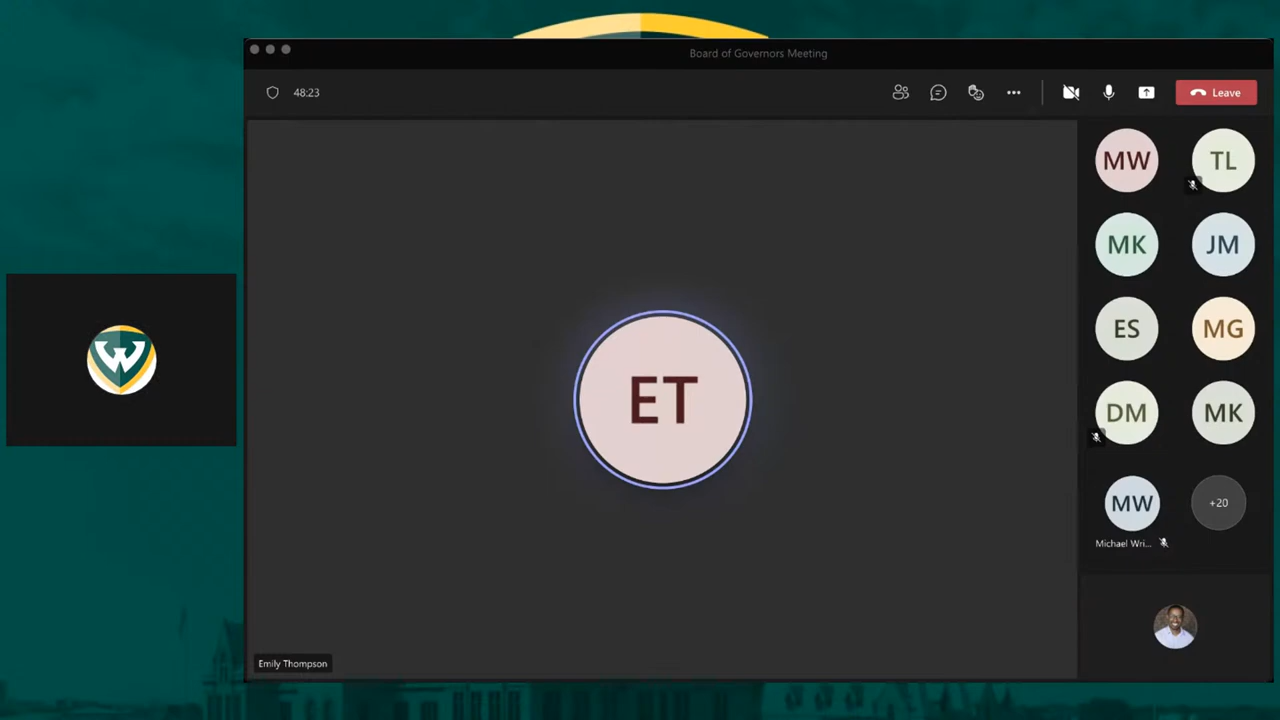 Board of Governors Meeting
48:23
Leave
MW
TL
MK
JM
ES
MG
ET
DM
MK
MW
+20
Michael Wri...
W
Emily Thompson